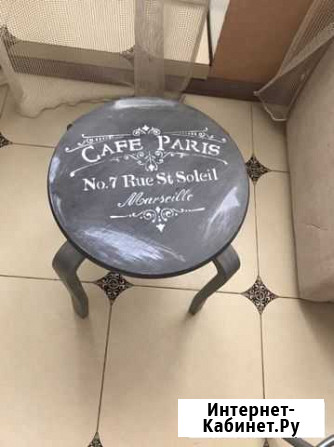 CAFE PARIS
No.7 Rue St Soleil
Marseille
Интернет-
Кабинет.Ру